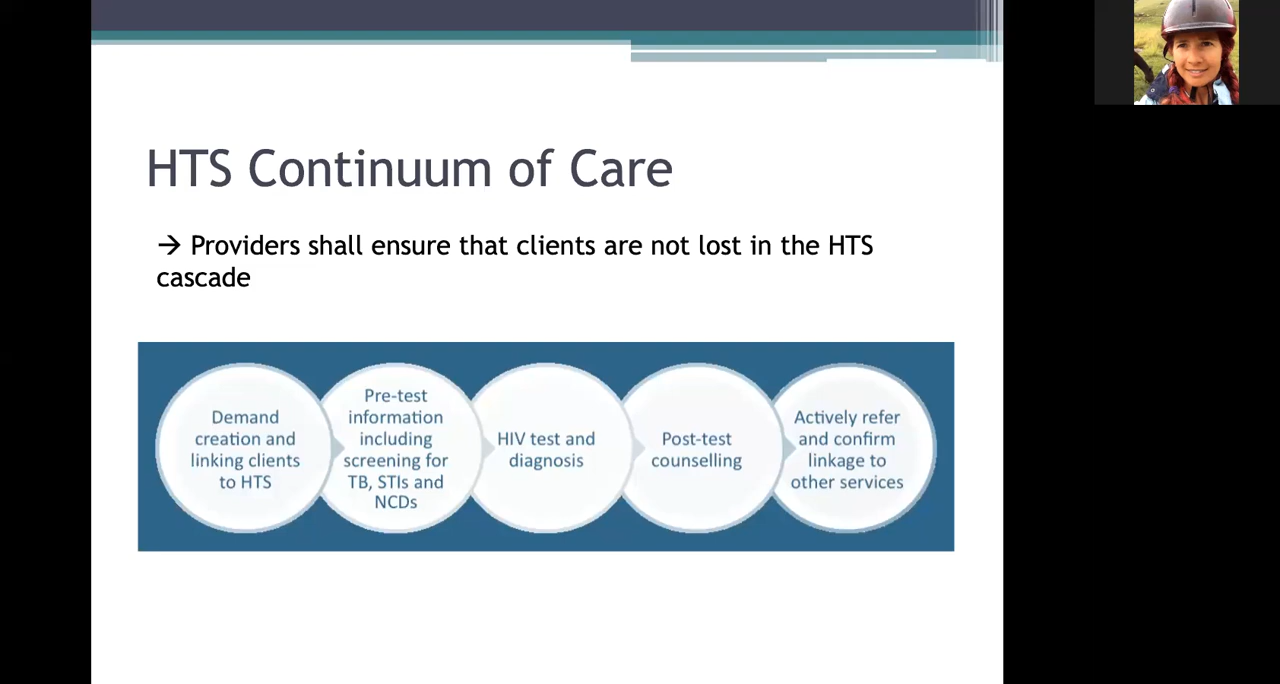 HTS Continuum of Care
→ Providers shall ensure that clients are not lost in the HTS
cascade
Demand
creation and
linking clients
to HTS
Pre-test
information
including
screening for
TB, STIs and
NCDs
HIV test and
diagnosis
Post-test
counselling
Actively refer
and confirm
linkage to
other services